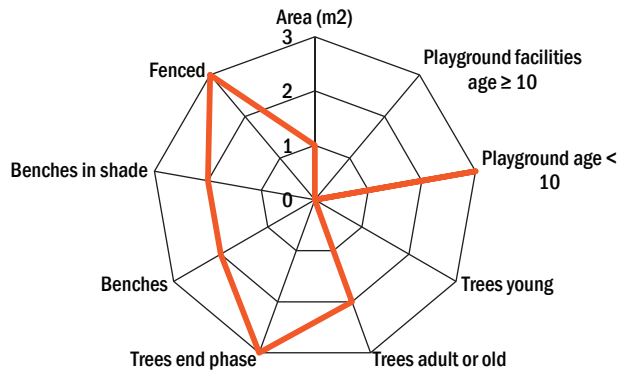 Area (m2)
3
Playground facilities
age ≥ 10
Fenced
2
1
Playground age <
10
Benches in shade
0
Benches
Trees young
Trees end phase
Trees adult or old